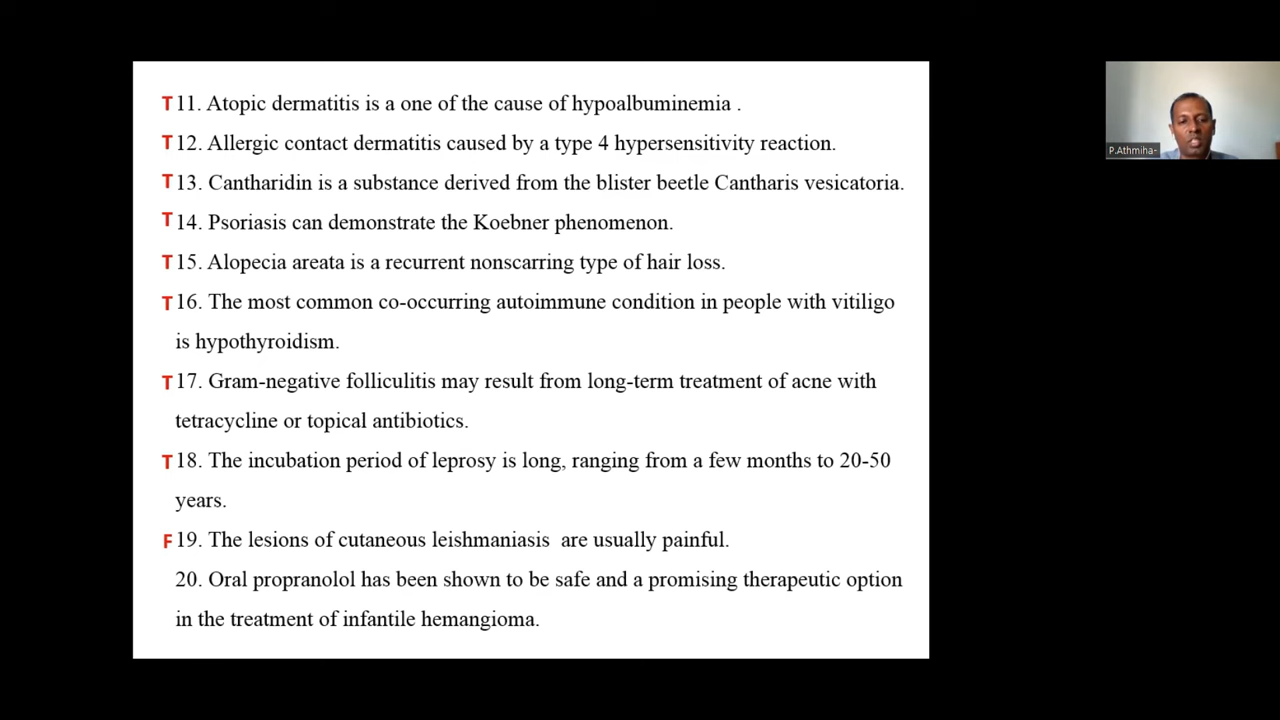 T 11. Atopic dermatitis is a one of the cause of hypoalbuminemia .
T 12. Allergic contact dermatitis caused by a type 4 hypersensitivity reaction.
T 13. Cantharidin is a substance derived from the blister beetle Cantharis vesicatoria.
T 14. Psoriasis can demonstrate the Koebner phenomenon.
T 15. Alopecia areata is a recurrent nonscarring type of hair loss.
T 16. The most common co-occurring autoimmune condition in people with vitiligo
is hypothyroidism.
T 17. Gram-negative folliculitis may result from long-term treatment of acne with
tetracycline or topical antibiotics.
T 18. The incubation period of leprosy is long, ranging from a few months to 20-50
years.
F 19. The lesions of cutaneous leishmaniasis  are usually painful.
20. Oral propranolol has been shown to be safe and a promising therapeutic option
in the treatment of infantile hemangioma.
P.Athmiha-